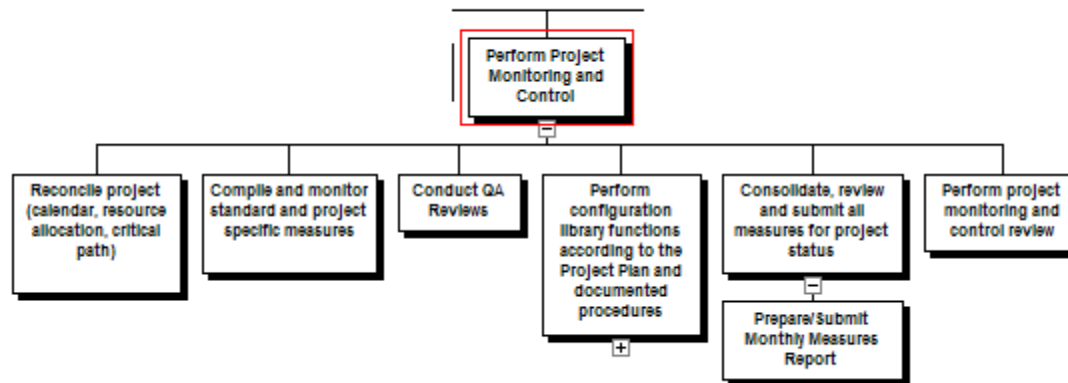 Perform Project
Monitoring and
Control
Reconcile project
(calendar, resource
allocation, critical
path)
Compile and monitor
standard and project
specific measures
Conduct QA
Reviews
Perform
configuration
library functions
according to the
Project Plan and
documented
procedures
Consolidate, review
and submit all
measures for project
status
Perform project
monitoring and
control review
Prepare/Submit
Monthly Measures
Report